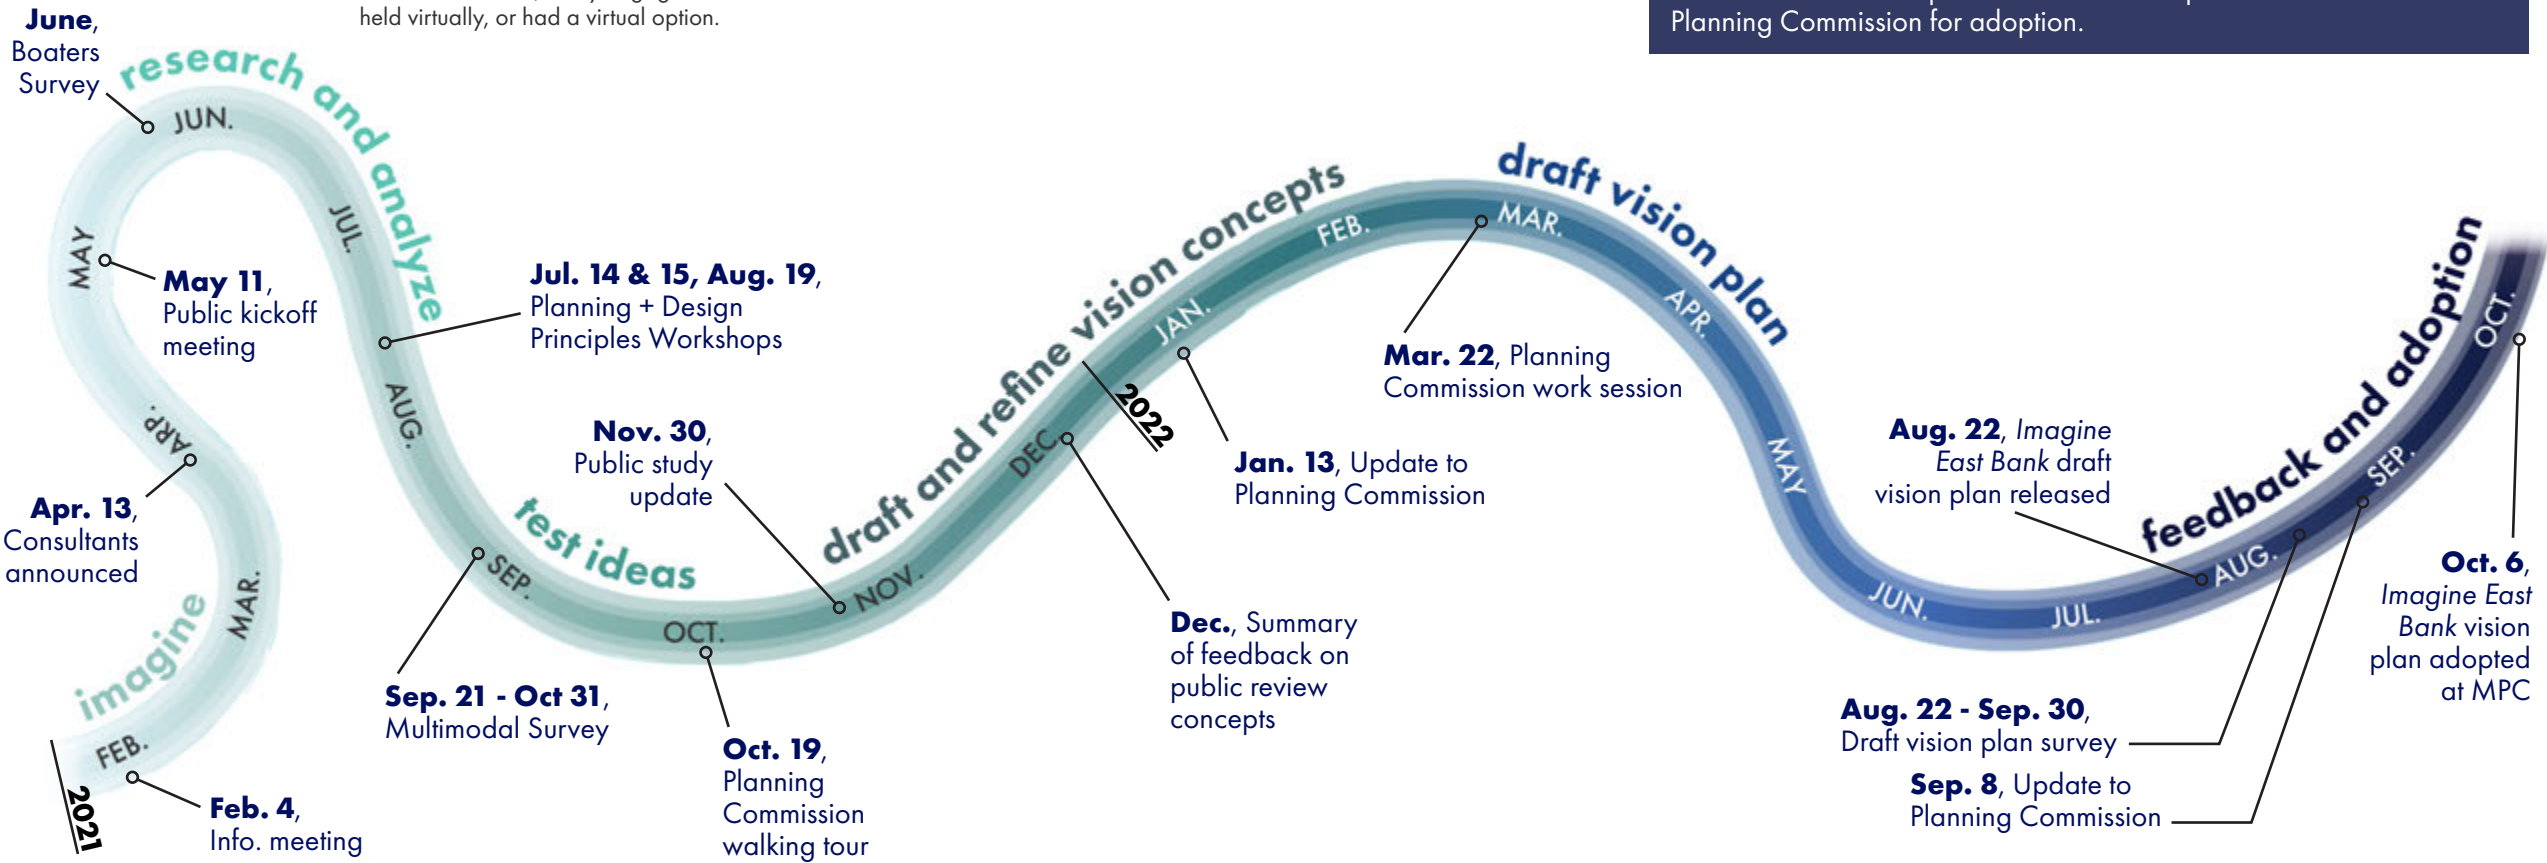 held virtually, or had a virtual option.
Planning Commission for adoption.
June,
Boaters
Survey
research and analyze
JUN.
MAY
May 11,
Public kickoff
meeting
JUL.
Jul. 14 & 15, Aug. 19,
Planning + Design
Principles Workshops
ARP.
AUG.
Apr. 13,
Consultants
announced
MAR.
imagine
FEB.
2021
Feb. 4,
Info. meeting
SEP.
test ideas
Sep. 21 - Oct 31,
Multimodal Survey
OCT.
Oct. 19,
Planning
Commission
walking tour
Nov. 30,
Public study
update
NOV.
draft and refine vision concepts
DEC.
Dec., Summary
of feedback on
public review
concepts
2022
JAN.
Jan. 13, Update to
Planning Commission
FEB.
MAR.
Mar. 22, Planning
Commission work session
draft vision plan
APR.
MAY
JUN.
JUL.
Aug. 22, Imagine
East Bank draft
vision plan released
AUG.
feedback and adoption
Aug. 22 - Sep. 30,
Draft vision plan survey
SEP.
Sep. 8, Update to
Planning Commission
OCT.
Oct. 6,
Imagine East
Bank vision
plan adopted
at MPC